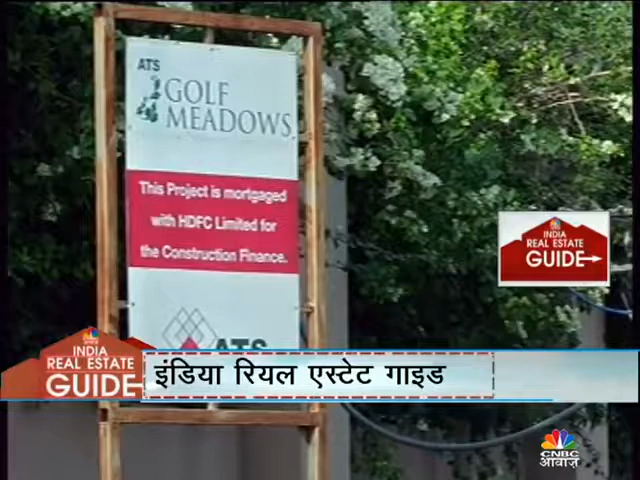 ATS
GOLF
MEADOWS
This Project is mortgaged
with HDFC Limited for
the Construction Finance.
ATS
INDIA
REAL ESTATE
GUIDE
INDIA
REAL ESTATE
GUIDE
इंडिया रियल एस्टेट गाइड
CNBC
आवाज़